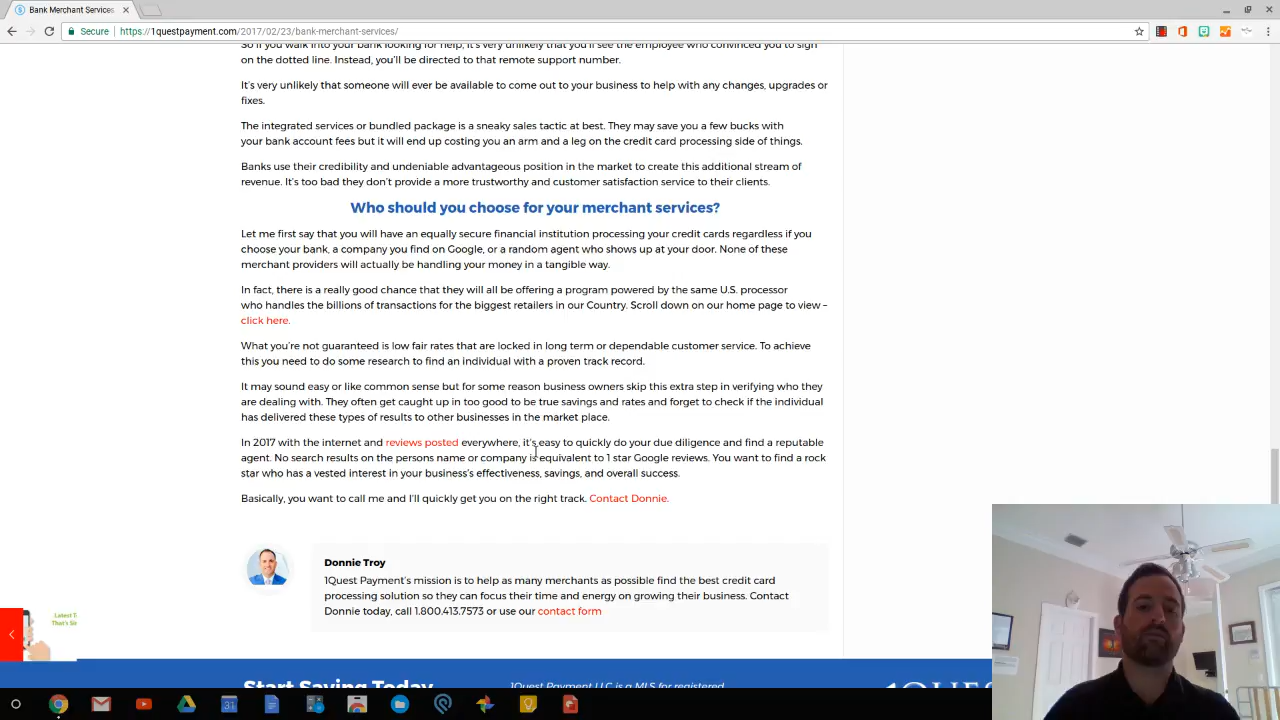 Bank Merchant Services
Secure https://1questpayment.com/2017/02/23/bank-merchant-services/
So if you walk into your bank looking for help, it's very unlikely that you'll see the employee who convinced you to sign
on the dotted line. Instead, you'll be directed to that remote support number.
It's very unlikely that someone will ever be available to come out to your business to help with any changes, upgrades or
fixes.
The integrated services or bundled package is a sneaky sales tactic at best. They may save you a few bucks with
your bank account fees but it will end up costing you an arm and a leg on the credit card processing side of things.
Banks use their credibility and undeniable advantageous position in the market to create this additional stream of
revenue. It's too bad they don't provide a more trustworthy and customer satisfaction service to their clients.
Who should you choose for your merchant services?
Let me first say that you will have an equally secure financial institution processing your credit cards regardless if you
choose your bank, a company you find on Google, or a random agent who shows up at your door. None of these
merchant providers will actually be handling your money in a tangible way.
In fact, there is a really good chance that they will all be offering a program powered by the same U.S. processor
who handles the billions of transactions for the biggest retailers in our Country. Scroll down on our home page to view –
click here.
What you're not guaranteed is low fair rates that are locked in long term or dependable customer service. To achieve
this you need to do some research to find an individual with a proven track record.
It may sound easy or like common sense but for some reason business owners skip this extra step in verifying who they
are dealing with. They often get caught up in too good to be true savings and rates and forget to check if the individual
has delivered these types of results to other businesses in the market place.
In 2017 with the internet and reviews posted everywhere, it's easy to quickly do your due diligence and find a reputable
agent. No search results on the persons name or company is equivalent to 1 star Google reviews. You want to find a rock
star who has a vested interest in your business's effectiveness, savings, and overall success.
Basically, you want to call me and I'll quickly get you on the right track. Contact Donnie.
Donnie Troy
1Quest Payment's mission is to help as many merchants as possible find the best credit card
processing solution so they can focus their time and energy on growing their business. Contact
Donnie today, call 1.800.413.7573 or use our contact form
Latest T
That's Si
Start Saving Today
1Quest Payment LLC is a MLS for registered
1QUES
31